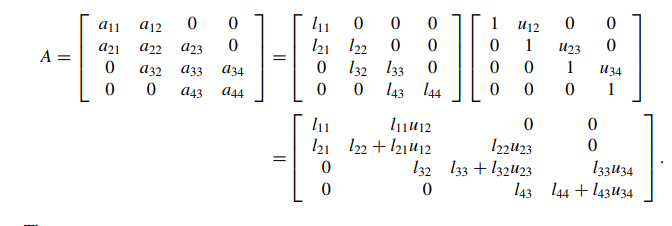 A = [ a₁₁ a₁₂ 0 0 ; a₂₁ a₂₂ a₂₃ 0 ; 0 a₃₂ a₃₃ a₃₄ ; 0 0 a₄₃ a₄₄ ] = [ l₁₁ 0 0 0 ; l₂₁ l₂₂ 0 0 ; 0 l₃₂ l₃₃ 0 ; 0 0 l₄₃ l₄₄ ] [ 1 u₁₂ 0 0 ; 0 1 u₂₃ 0 ; 0 0 1 u₃₄ ; 0 0 0 1 ]
= [ l₁₁ l₁₁u₁₂ 0 0 ; l₂₁ l₂₂ + l₂₁u₁₂ l₂₂u₂₃ 0 ; 0 l₃₂ l₃₃ + l₃₂u₂₃ l₃₃u₃₄ ; 0 0 l₄₃ l₄₄ + l₄₃u₃₄ ] .